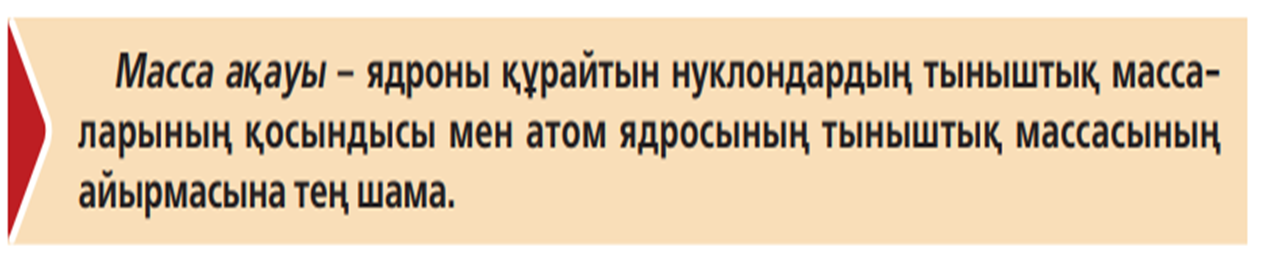 Масса ақауы – ядроны құрайтын нуклондардың тыныштық масса-
ларының қосындысы мен атом ядросының тыныштық массасының
айырмасына тең шама.